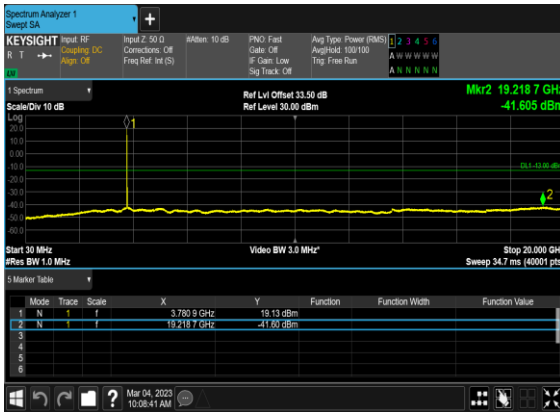 Spectrum Analyzer 1
Swept SA
+
KEYSIGHT
R T
LM
Input: RF
Coupling: DC
Align: Off
Input Z: 50 Ω
Corrections: Off
Freq Ref: Int (S)
#Atten: 10 dB
PNO: Fast
Gate: Off
IF Gain: Low
Sig Track: Off
Avg Type: Power (RMS)
Avg|Hold: 100/100
Trig: Free Run
1 2 3 4 5 6
A W W W W W
A N N N N N
1 Spectrum
Scale/Div 10 dB
Ref Lvl Offset 33.50 dB
Ref Level 30.00 dBm
Mkr2 19.218 7 GHz
-41.605 dBm
Log
20.0
10.0
0.00
-10.0
-20.0
-30.0
-40.0
-50.0
-60.0
1
DL1 -13.00 dBm
2
Start 30 MHz
#Res BW 1.0 MHz
Video BW 3.0 MHz*
Stop 20.000 GHz
Sweep 34.7 ms (40001 pts)
5 Marker Table
Mode Trace Scale X Y Function Function Width Function Value
1 N 1 f 3.780 9 GHz 19.13 dBm
2 N 1 f 19.218 7 GHz -41.60 dBm
3
4
5
6
?
Mar 04, 2023
10:08:41 AM